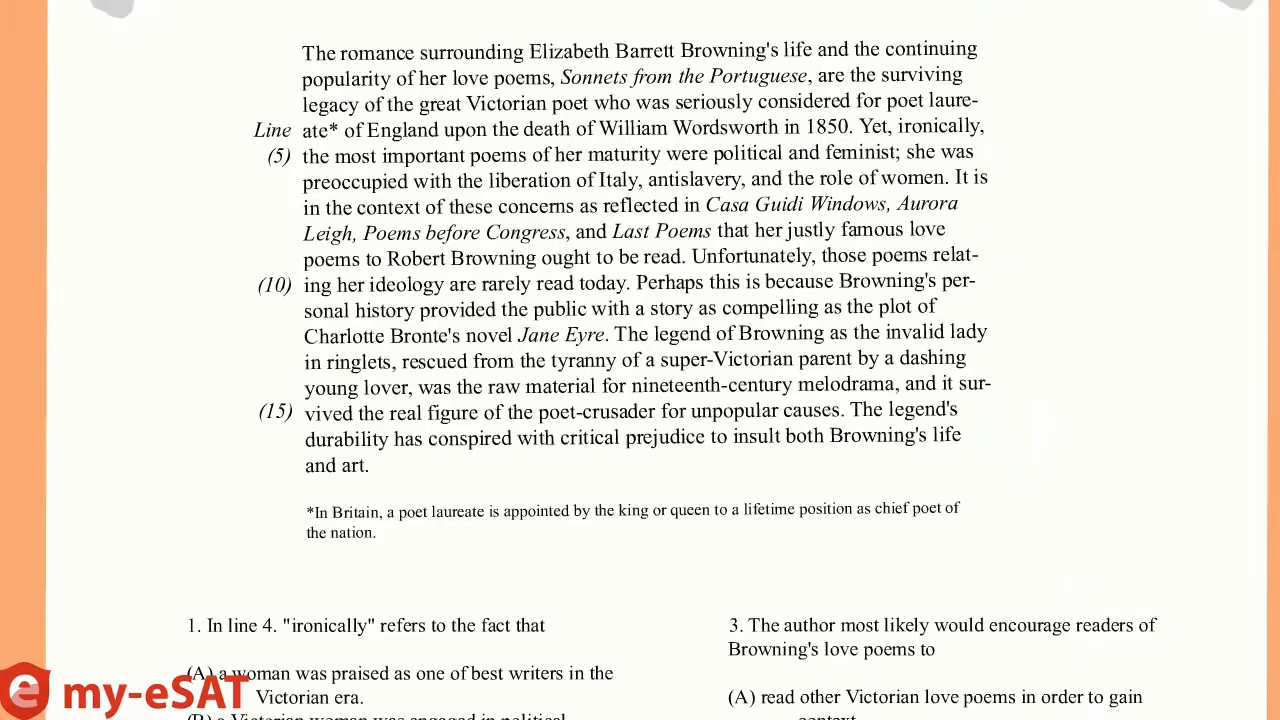 The romance surrounding Elizabeth Barrett Browning's life and the continuing
popularity of her love poems, Sonnets from the Portuguese, are the surviving
legacy of the great Victorian poet who was seriously considered for poet laure-
Line ate* of England upon the death of William Wordsworth in 1850. Yet, ironically,
(5) the most important poems of her maturity were political and feminist; she was
preoccupied with the liberation of Italy, antislavery, and the role of women. It is
in the context of these concerns as reflected in Casa Guidi Windows, Aurora
Leigh, Poems before Congress, and Last Poems that her justly famous love
poems to Robert Browning ought to be read. Unfortunately, those poems relat-
(10) ing her ideology are rarely read today. Perhaps this is because Browning's per-
sonal history provided the public with a story as compelling as the plot of
Charlotte Bronte's novel Jane Eyre. The legend of Browning as the invalid lady
in ringlets, rescued from the tyranny of a super-Victorian parent by a dashing
young lover, was the raw material for nineteenth-century melodrama, and it sur-
(15) vived the real figure of the poet-crusader for unpopular causes. The legend's
durability has conspired with critical prejudice to insult both Browning's life
and art.
*In Britain, a poet laureate is appointed by the king or queen to a lifetime position as chief poet of
the nation.
1. In line 4. "ironically" refers to the fact that
(A) a woman was praised as one of best writers in the
Victorian era.
(B) a Victorian woman was engaged in political
3. The author most likely would encourage readers of
Browning's love poems to
(A) read other Victorian love poems in order to gain
context
my-eSAT